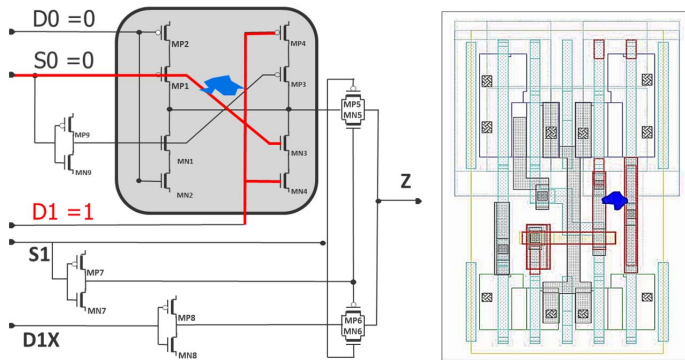 D0 =0
MP2
MP4
S0 =0
MP1
MP3
MP5
MN5
MP9
MN1
MN3
MN9
MN2
MN4
Z
D1 =1
S1
MP7
MN7
MP8
MP6
MN6
D1X
MN8